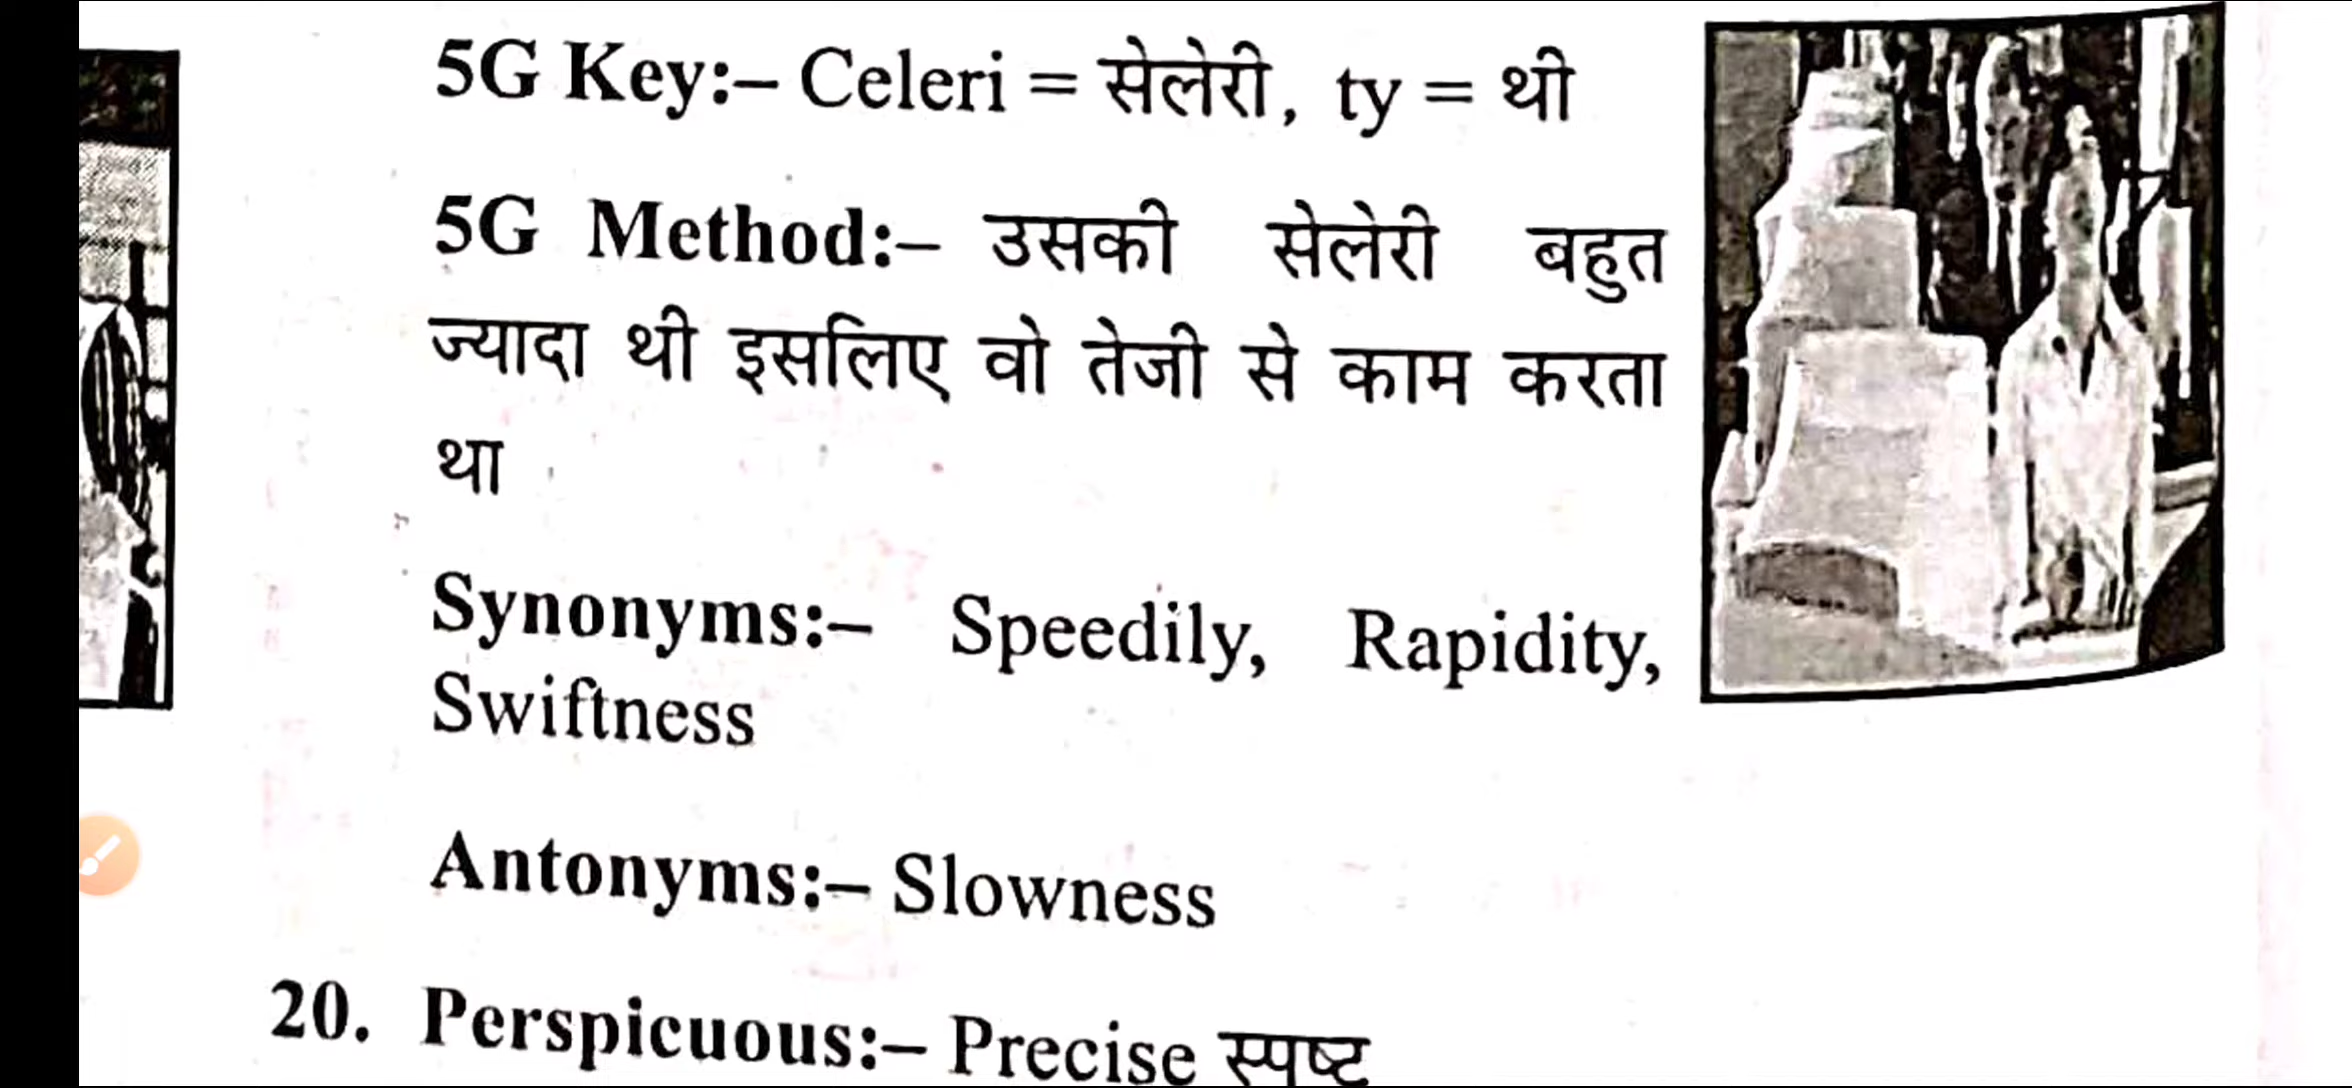 5G Key:– Celeri = सेलेरी, ty = थी
5G Method:– उसकी सेलेरी बहुत
ज्यादा थी इसलिए वो तेजी से काम करता
था
Synonyms:– Speedily, Rapidity,
Swiftness
Antonyms:– Slowness
20. Perspicuous:– Precise स्पष्ट